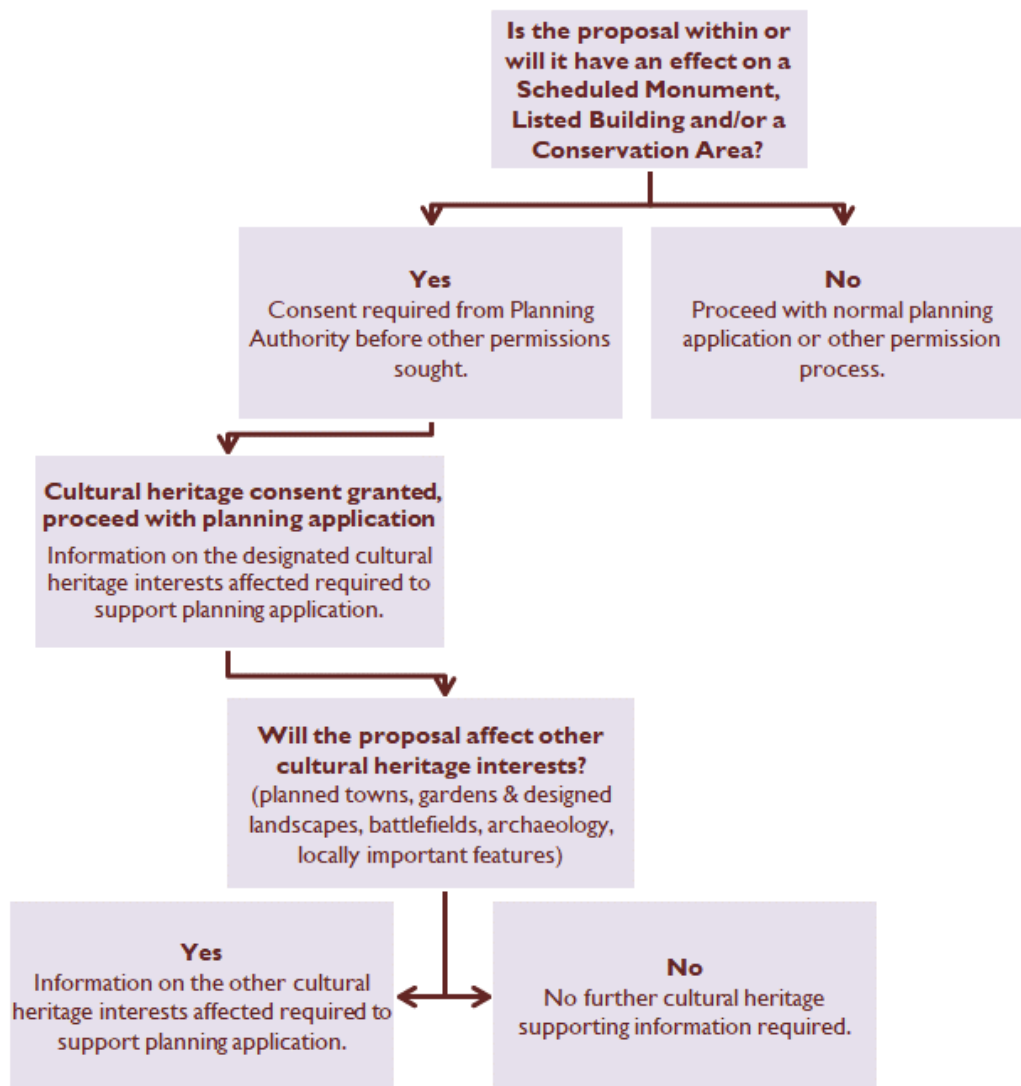 Is the proposal within or
will it have an effect on a
Scheduled Monument,
Listed Building and/or a
Conservation Area?
Yes
Consent required from Planning
Authority before other permissions
sought.
No
Proceed with normal planning
application or other permission
process.
Cultural heritage consent granted,
proceed with planning application
Information on the designated cultural
heritage interests affected required to
support planning application.
Will the proposal affect other
cultural heritage interests?
(planned towns, gardens & designed
landscapes, battlefields, archaeology,
locally important features)
Yes
Information on the other cultural
heritage interests affected required to
support planning application.
No
No further cultural heritage
supporting information required.